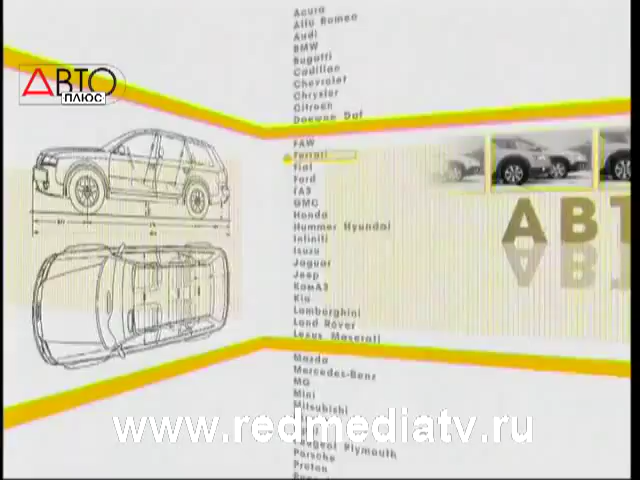 Acura
Alfa Romeo
Audi
BMW
Bugatti
Cadillac
Chevrolet
Chrysler
Citroen
Daewoo Daf
АВТО
ПЛЮС
FAW
Ferrari
Fiat
Ford
ГАЗ
GMC
Honda
Hummer Hyundai
Infiniti
Isuzu
Jaguar
Jeep
КамАЗ
Kia
Lamborghini
Land Rover
Lexus Maserati
АВТ
Mazda
Mercedes-Benz
MG
Mini
Mitsubishi
www.redmediatv.ru
Peugeot Plymouth
Porsche
Proton